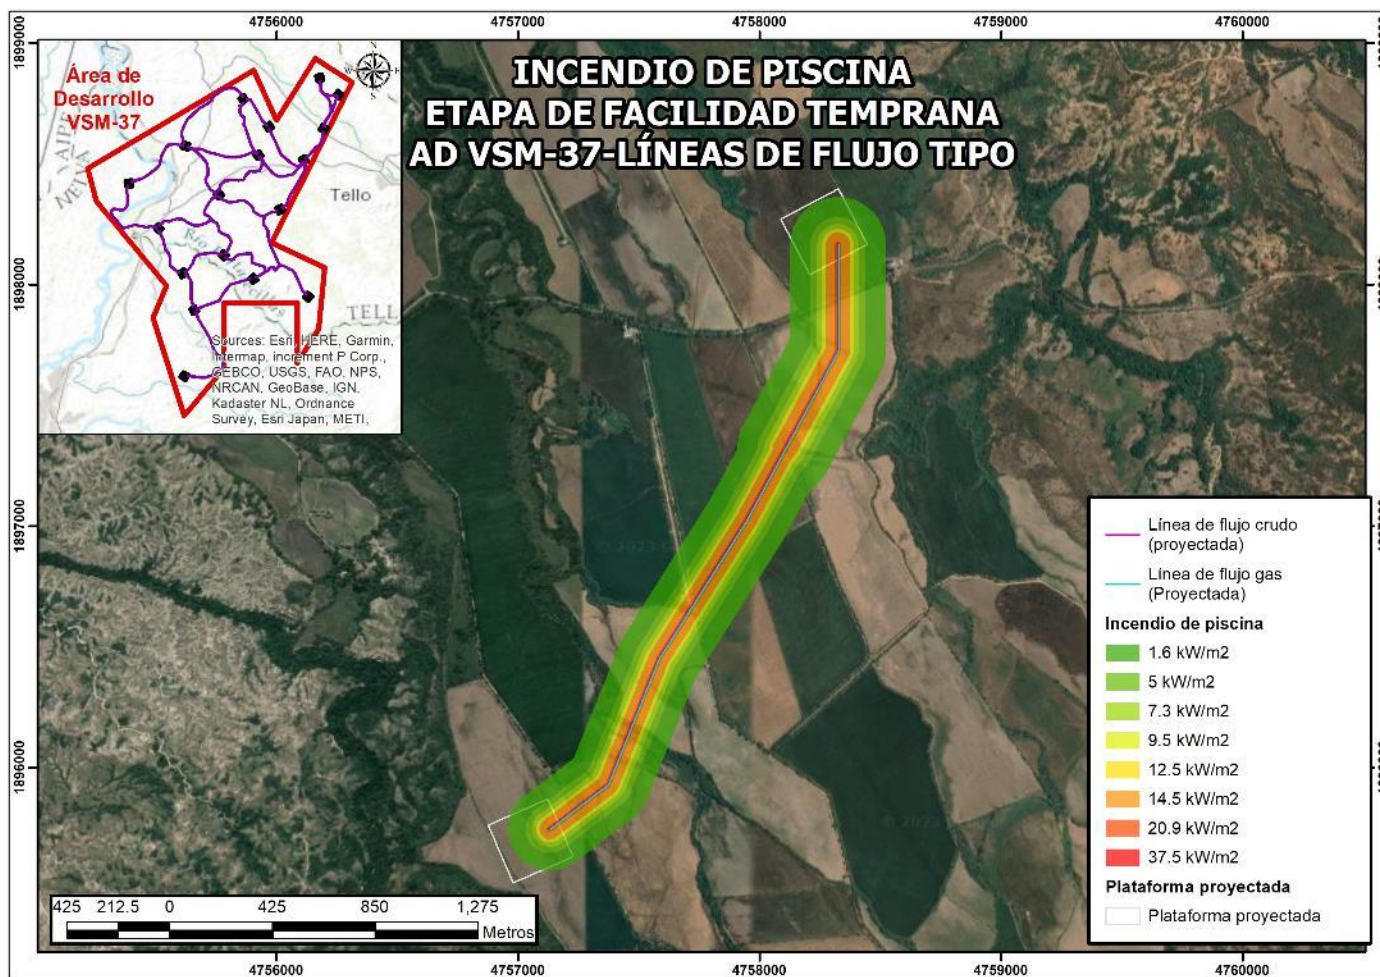 4756000 4757000 4758000 4759000 4760000
1899000
1898000
1897000
1896000
Área de
Desarrollo
VSM-37
N
W
S
NEIVA
Tello
TELL
Sources: Esri, HERE, Garmin,
Intermap, increment P Corp.,
GEBCO, USGS, FAO, NPS,
NRCAN, GeoBase, IGN,
Kadaster NL, Ordnance
Survey, Esri Japan, METI,
INCENDIO DE PISCINA
ETAPA DE FACILIDAD TEMPRANA
AD VSM-37-LÍNEAS DE FLUJO TIPO
Línea de flujo crudo
(proyectada)
Línea de flujo gas
(Proyectada)
Incendio de piscina
1.6 kW/m2
5 kW/m2
7.3 kW/m2
9.5 kW/m2
12.5 kW/m2
14.5 kW/m2
20.9 kW/m2
37.5 kW/m2
Plataforma proyectada
Plataforma proyectada
425 212.5 0 425 850 1,275
Metros
4756000 4757000 4758000 4759000 4760000